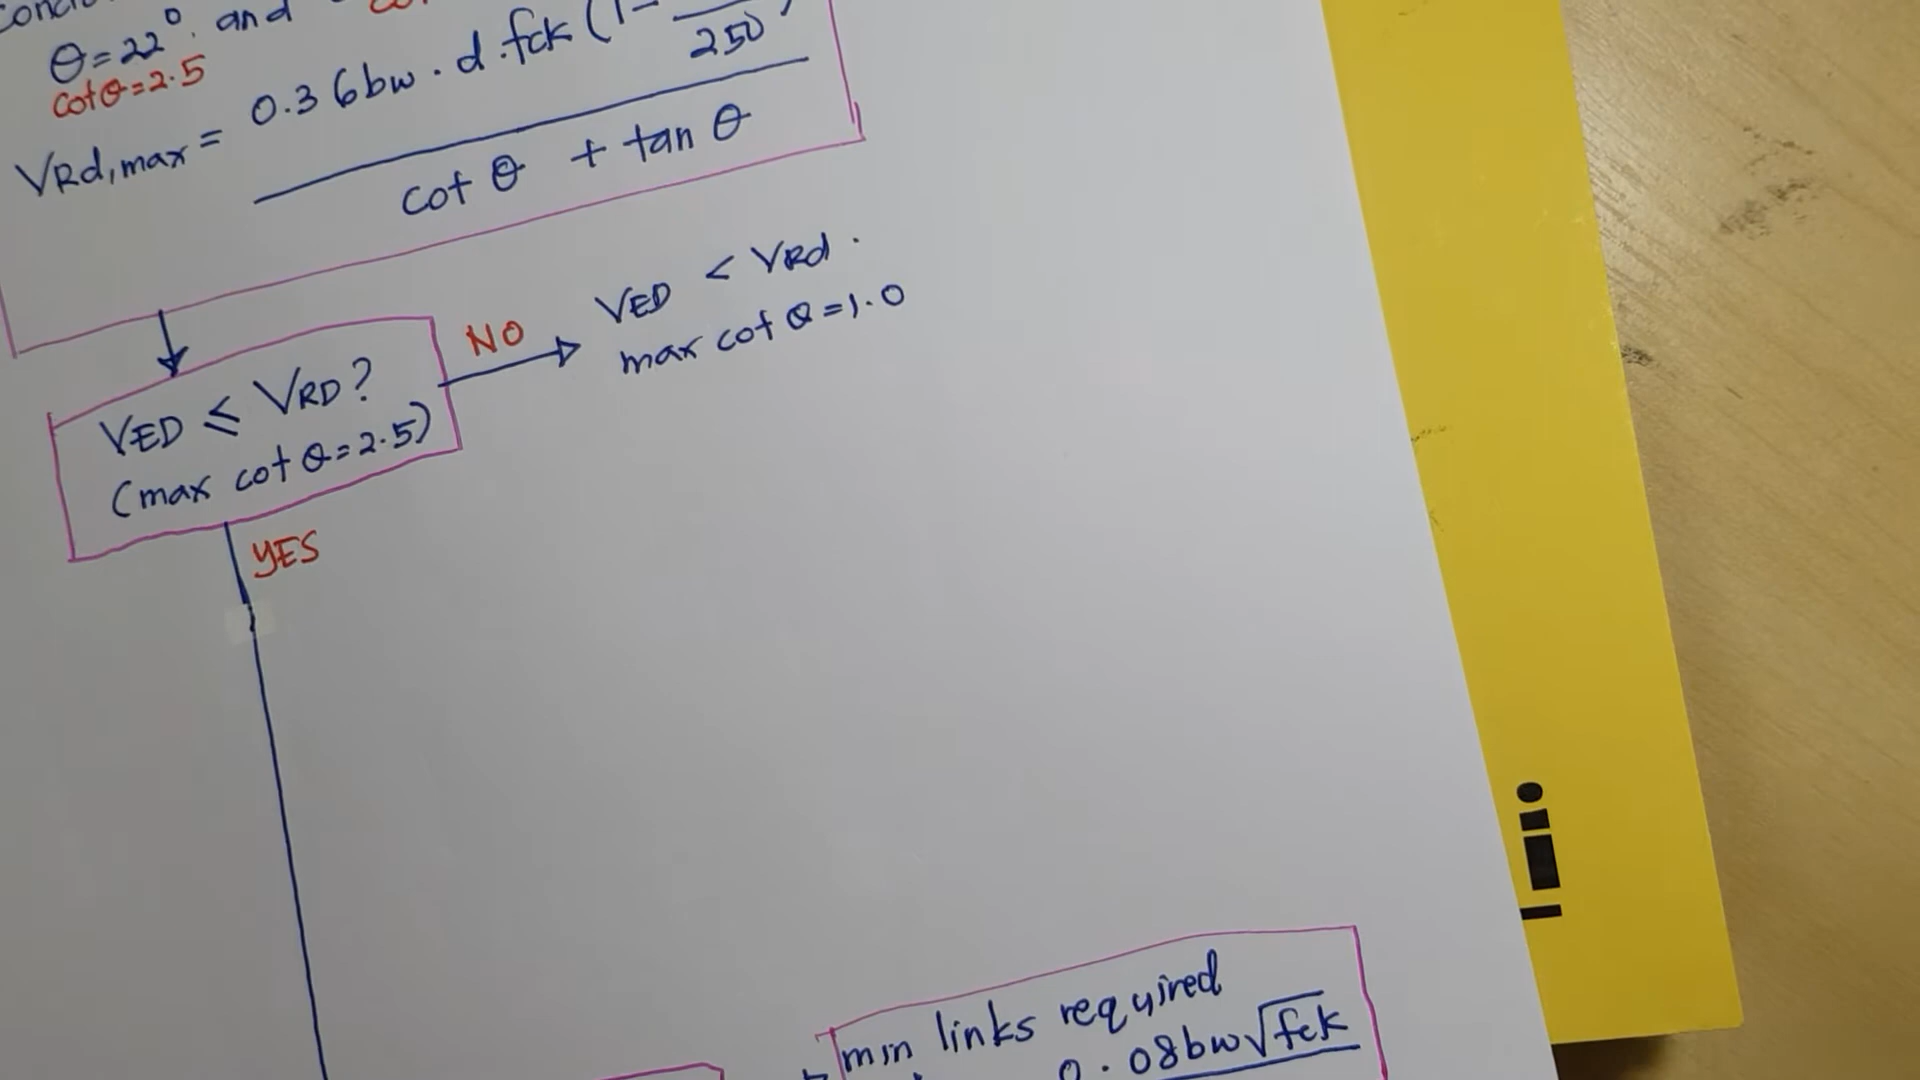 θ=22°. and
cotθ=2.5
VRd,max = 0.36bw.d.fck (1-
250
cot θ + tan θ
VED ≤ VRD?
(max cot θ=2.5)
NO
VED < VRd.
max cot θ=1.0
YES
min links required
0.08bw√fck